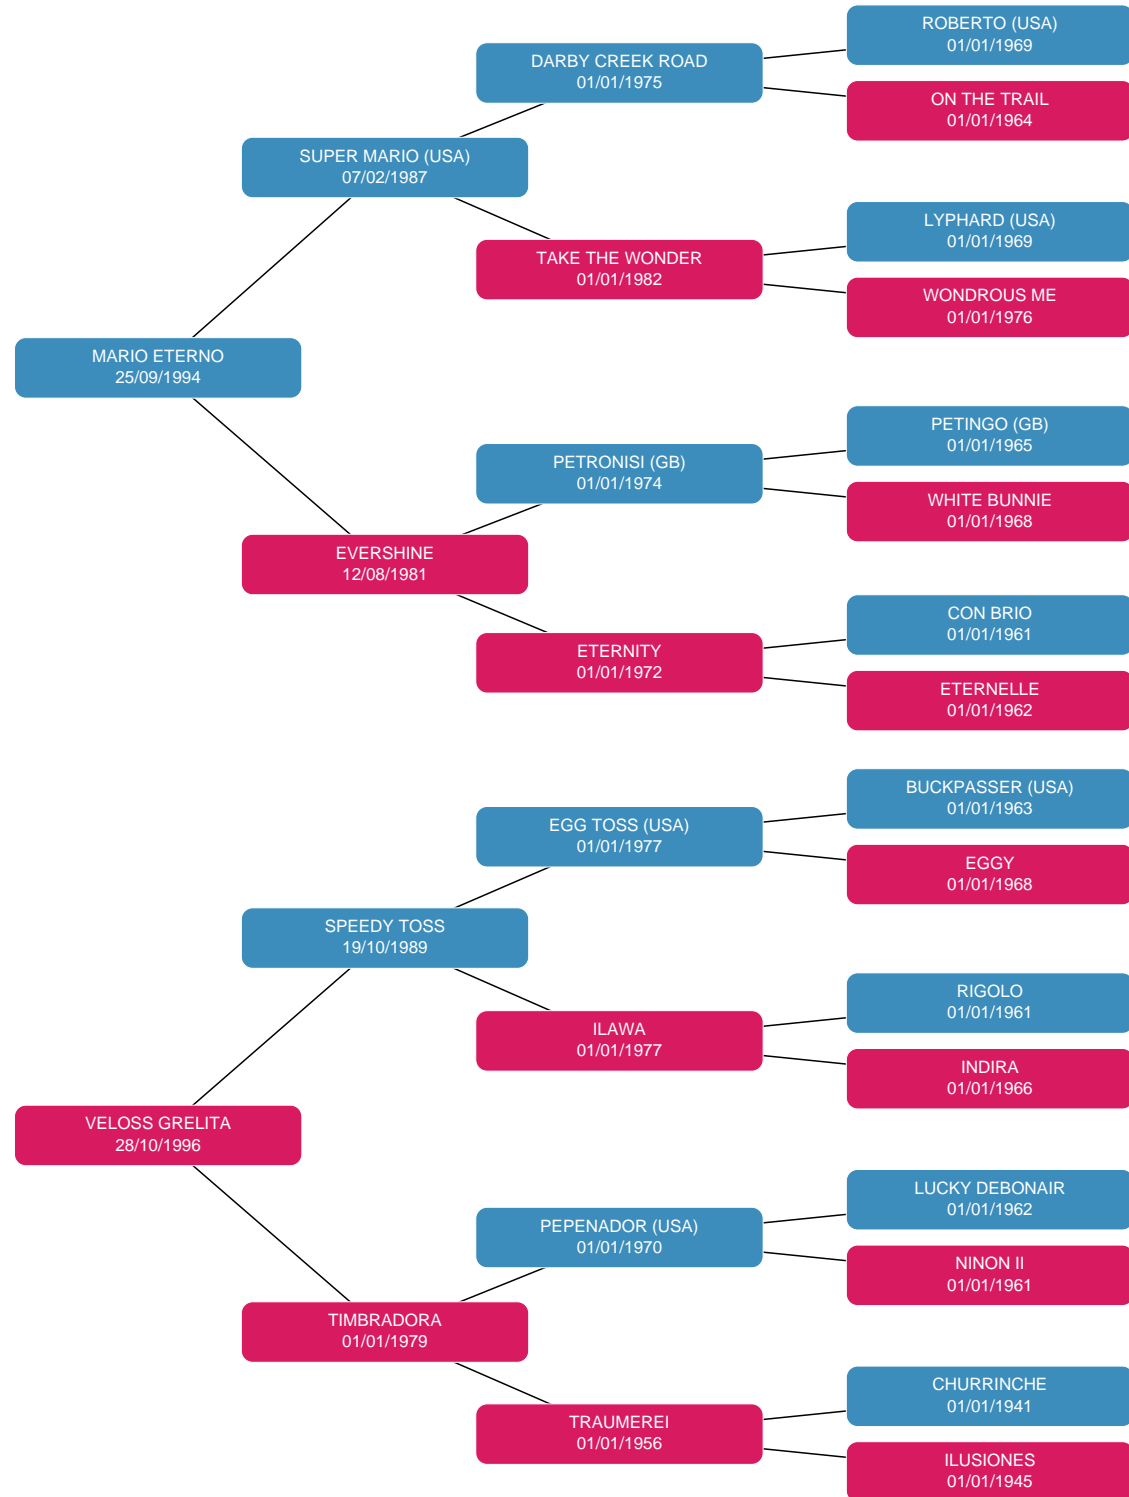 ROBERTO (USA)
01/01/1969
DARBY CREEK ROAD
01/01/1975
ON THE TRAIL
01/01/1964
SUPER MARIO (USA)
07/02/1987
LYPHARD (USA)
01/01/1969
TAKE THE WONDER
01/01/1982
WONDROUS ME
01/01/1976
MARIO ETERNO
25/09/1994
PETINGO (GB)
01/01/1965
PETRONISI (GB)
01/01/1974
WHITE BUNNIE
01/01/1968
EVERSHINE
12/08/1981
CON BRIO
01/01/1961
ETERNITY
01/01/1972
ETERNELLE
01/01/1962
BUCKPASSER (USA)
01/01/1963
EGG TOSS (USA)
01/01/1977
EGGY
01/01/1968
SPEEDY TOSS
19/10/1989
RIGOLO
01/01/1961
ILAWA
01/01/1977
INDIRA
01/01/1966
VELOSS GRELITA
28/10/1996
LUCKY DEBONAIR
01/01/1962
PEPENADOR (USA)
01/01/1970
NINON II
01/01/1961
TIMBRADORA
01/01/1979
CHURRINCHE
01/01/1941
TRAUMEREI
01/01/1956
ILUSIONES
01/01/1945